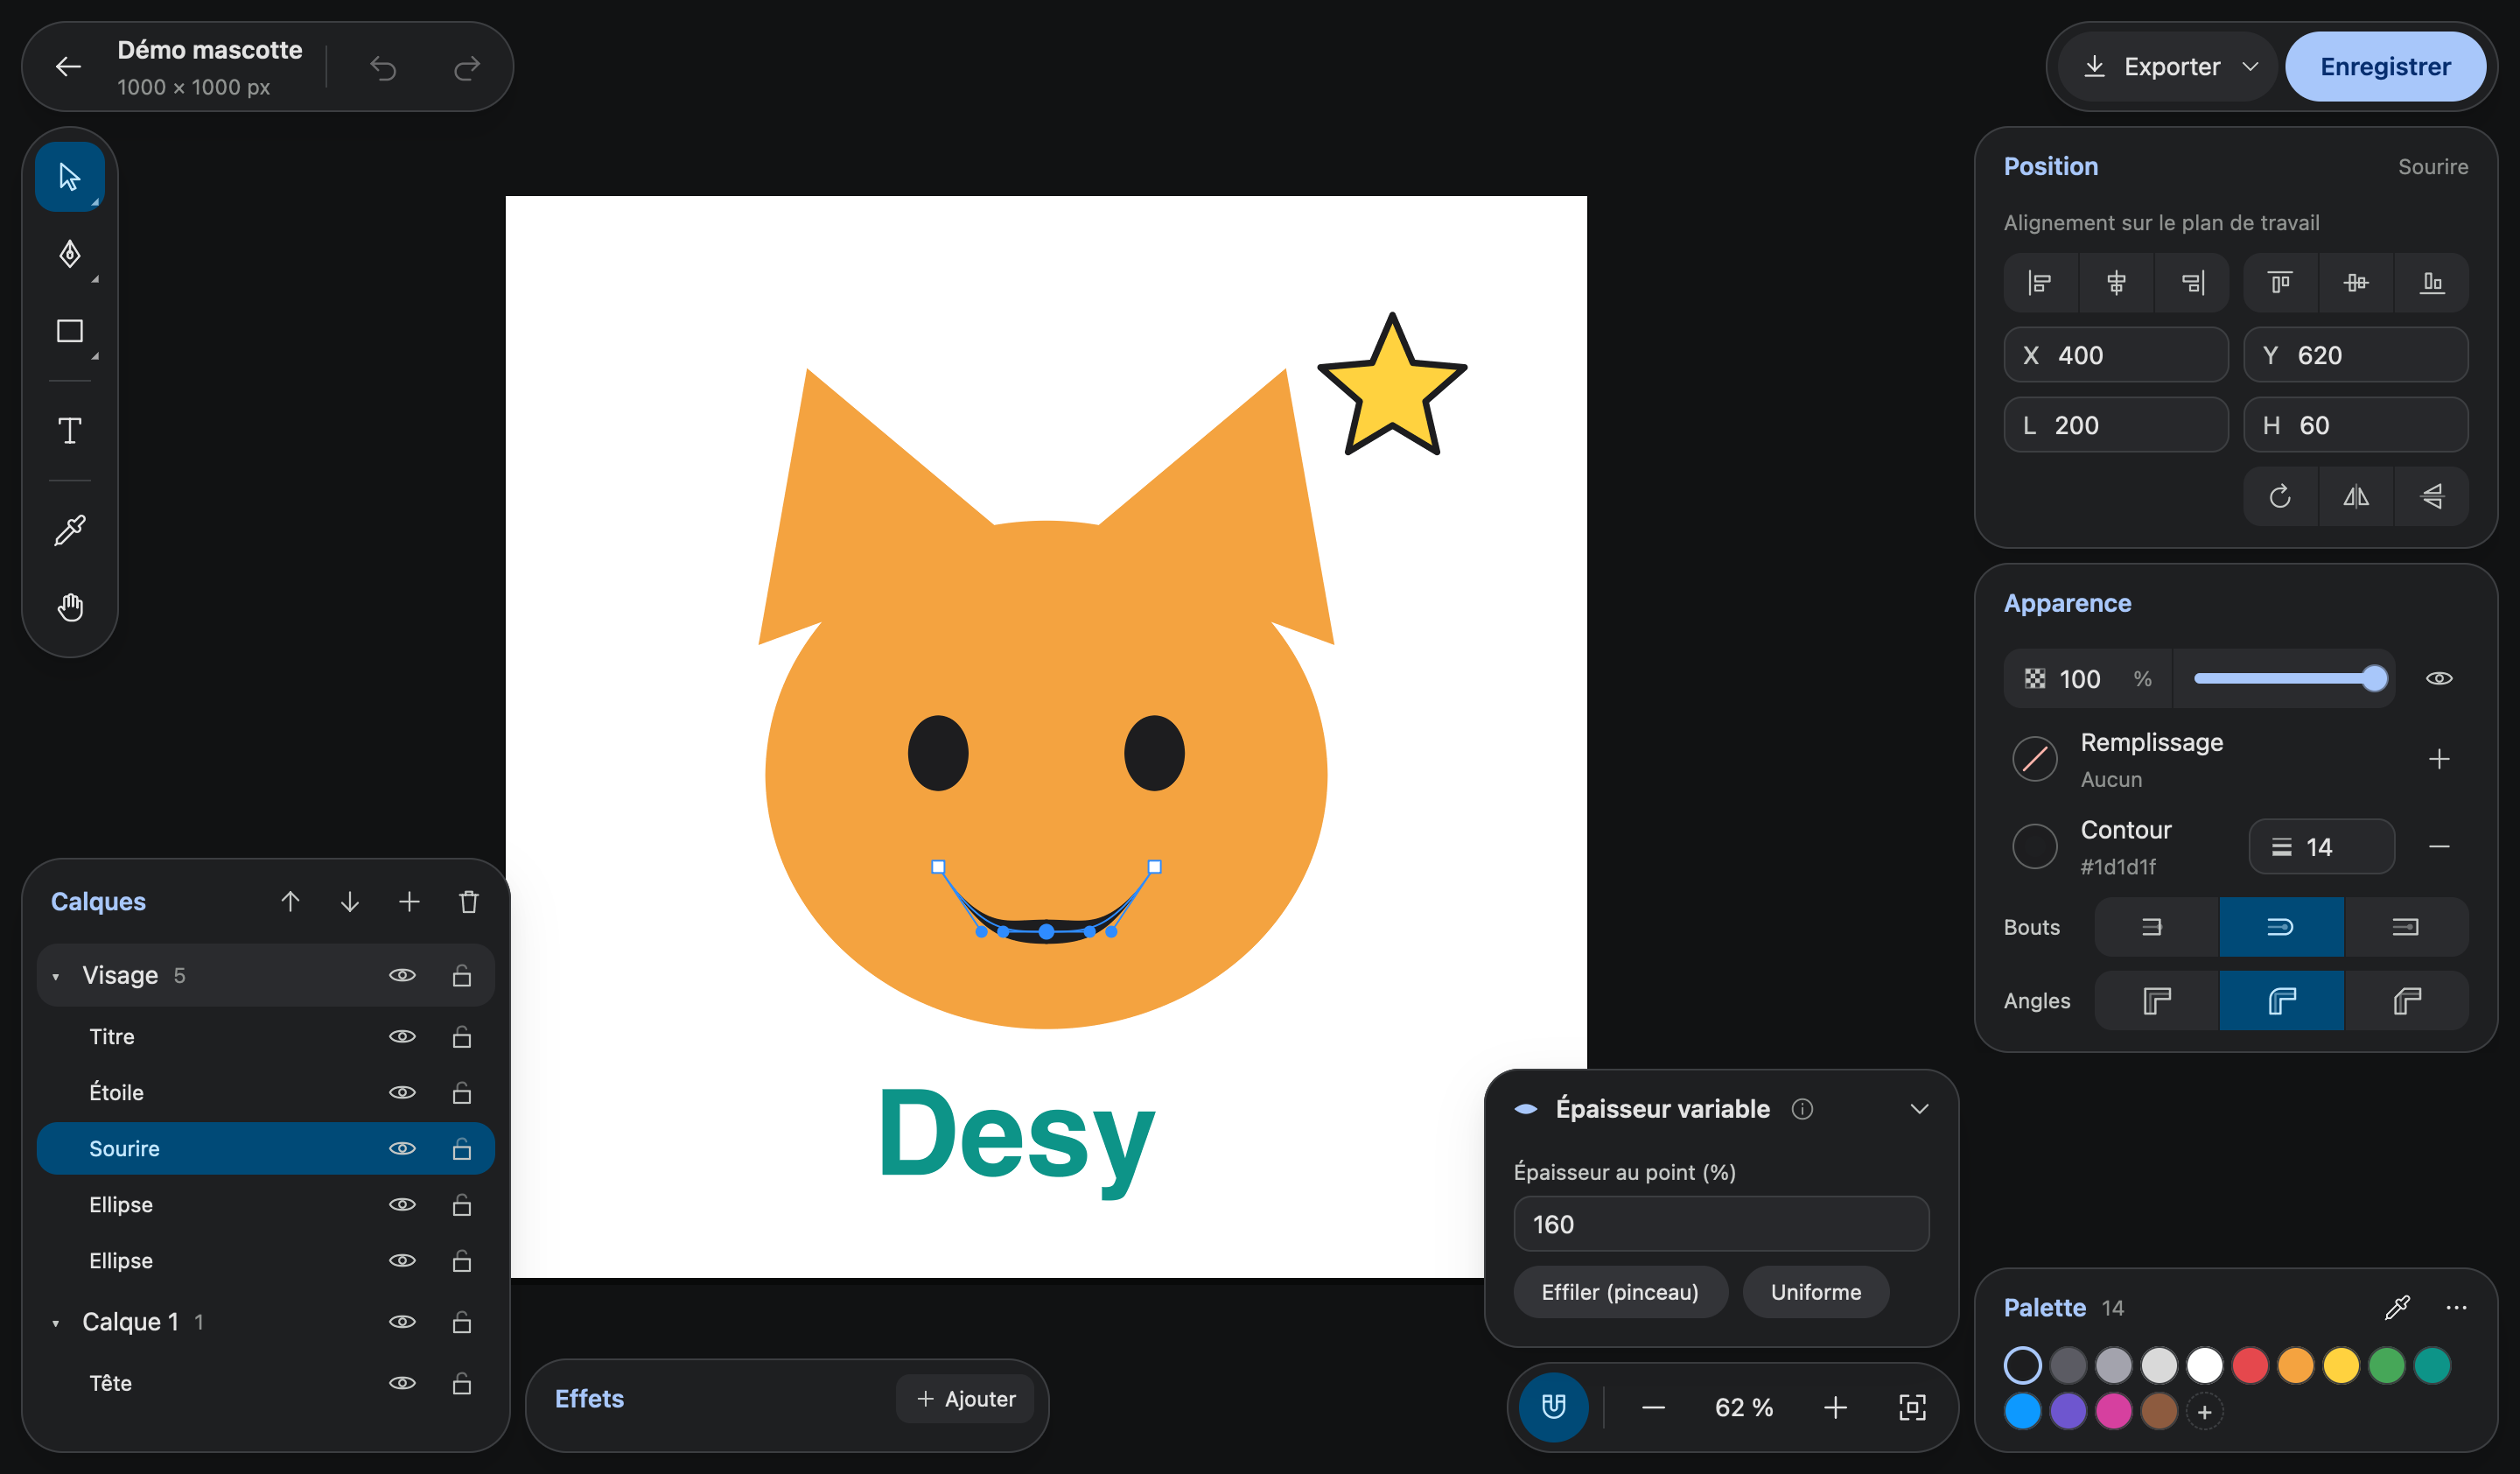 Démo mascotte
1000 × 1000 px
Exporter
Enregistrer
Position
Sourire
Alignement sur le plan de travail
X 400
Y 620
L 200
H 60
Apparence
100 %
Remplissage
Aucun
Contour
#1d1d1f
14
Bouts
Angles
Calques
Visage 5
Titre
Étoile
Sourire
Ellipse
Ellipse
Calque 1 1
Tête
Desy
Épaisseur variable
Épaisseur au point (%)
160
Effiler (pinceau)
Uniforme
Effets
Ajouter
62 %
Palette 14